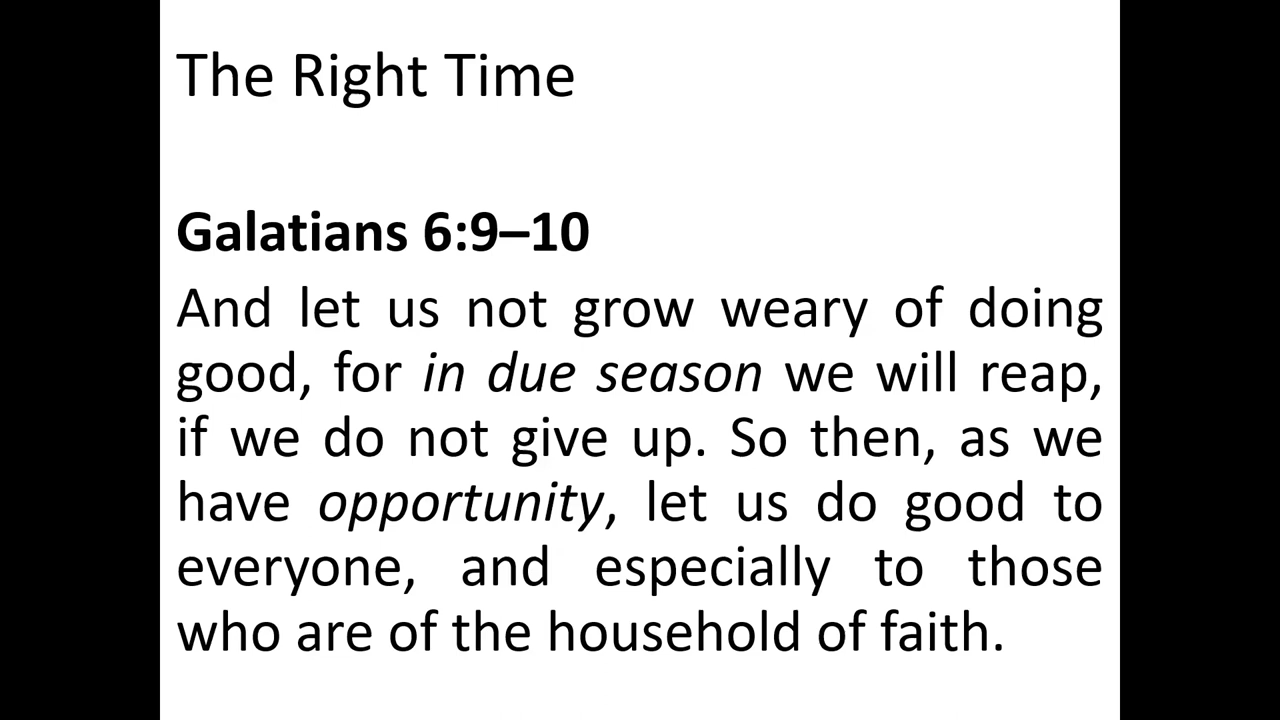 The Right Time
Galatians 6:9–10
And let us not grow weary of doing
good, for in due season we will reap,
if we do not give up. So then, as we
have opportunity, let us do good to
everyone, and especially to those
who are of the household of faith.